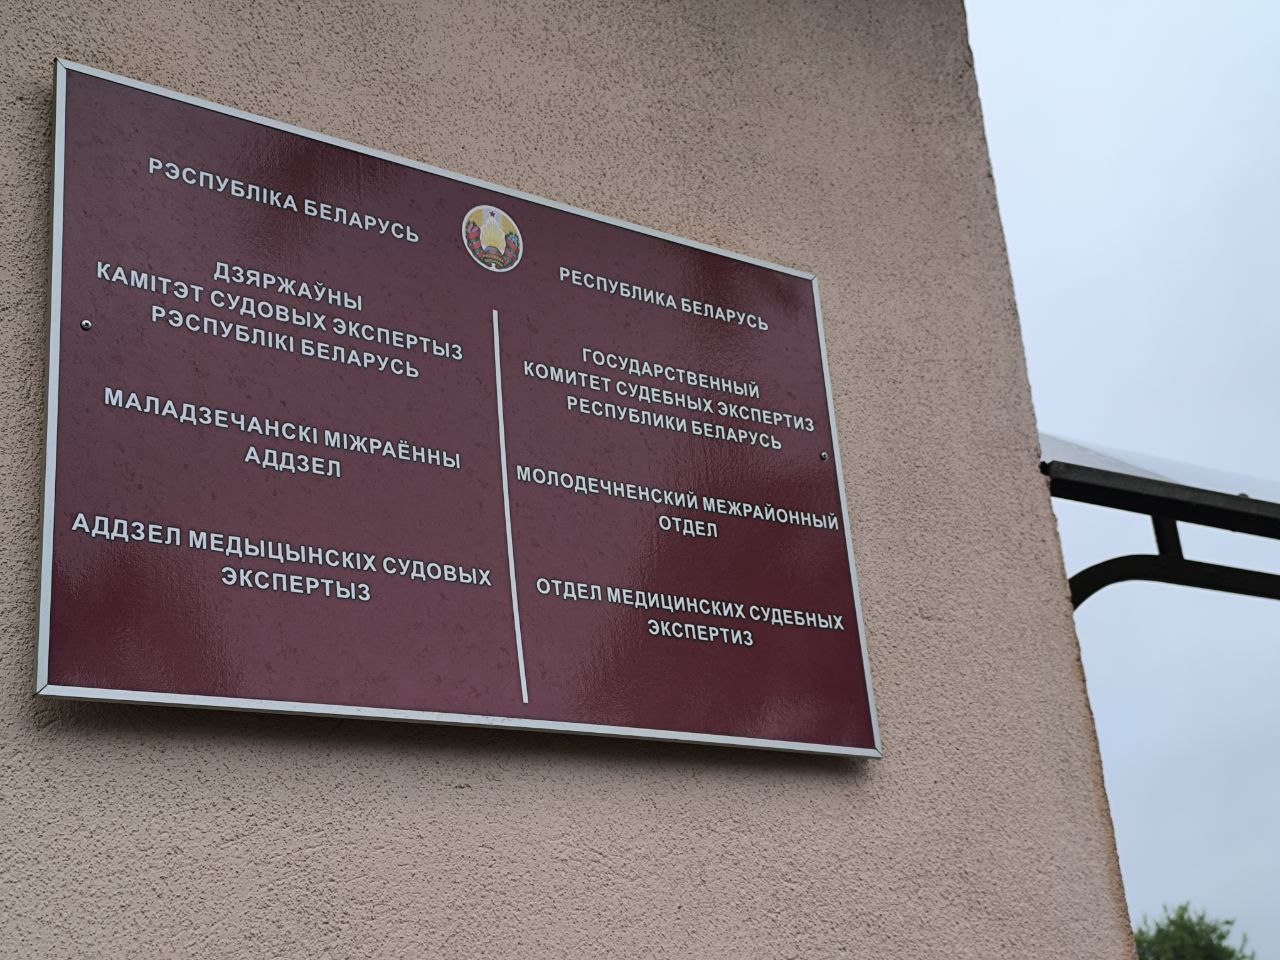 РЭСПУБЛІКА БЕЛАРУСЬ
ДЗЯРЖАЎНЫ
КАМІТЭТ СУДОВЫХ ЭКСПЕРТЫЗ
РЭСПУБЛІКІ БЕЛАРУСЬ
МАЛАДЗЕЧАНСКІ МІЖРАЁННЫ
АДДЗЕЛ
АДДЗЕЛ МЕДЫЦЫНСКІХ СУДОВЫХ
ЭКСПЕРТЫЗ
РЕСПУБЛИКА БЕЛАРУСЬ
ГОСУДАРСТВЕННЫЙ
КОМИТЕТ СУДЕБНЫХ ЭКСПЕРТИЗ
РЕСПУБЛИКИ БЕЛАРУСЬ
МОЛОДЕЧНЕНСКИЙ МЕЖРАЙОННЫЙ
ОТДЕЛ
ОТДЕЛ МЕДИЦИНСКИХ СУДЕБНЫХ
ЭКСПЕРТИЗ